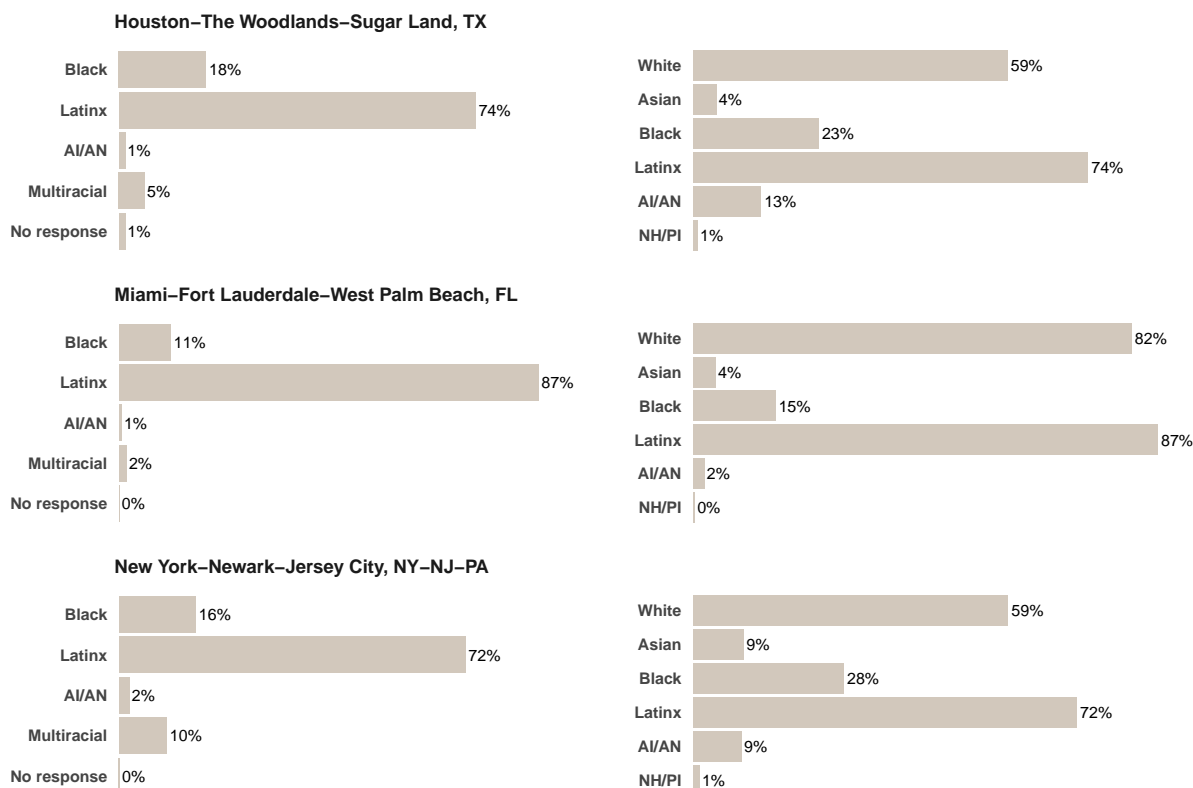 Houston–The Woodlands–Sugar Land, TX
Black 18%
Latinx 74%
AI/AN 1%
Multiracial 5%
No response 1%
White 59%
Asian 4%
Black 23%
Latinx 74%
AI/AN 13%
NH/PI 1%
Miami–Fort Lauderdale–West Palm Beach, FL
Black 11%
Latinx 87%
AI/AN 1%
Multiracial 2%
No response 0%
White 82%
Asian 4%
Black 15%
Latinx 87%
AI/AN 2%
NH/PI 0%
New York–Newark–Jersey City, NY–NJ–PA
Black 16%
Latinx 72%
AI/AN 2%
Multiracial 10%
No response 0%
White 59%
Asian 9%
Black 28%
Latinx 72%
AI/AN 9%
NH/PI 1%